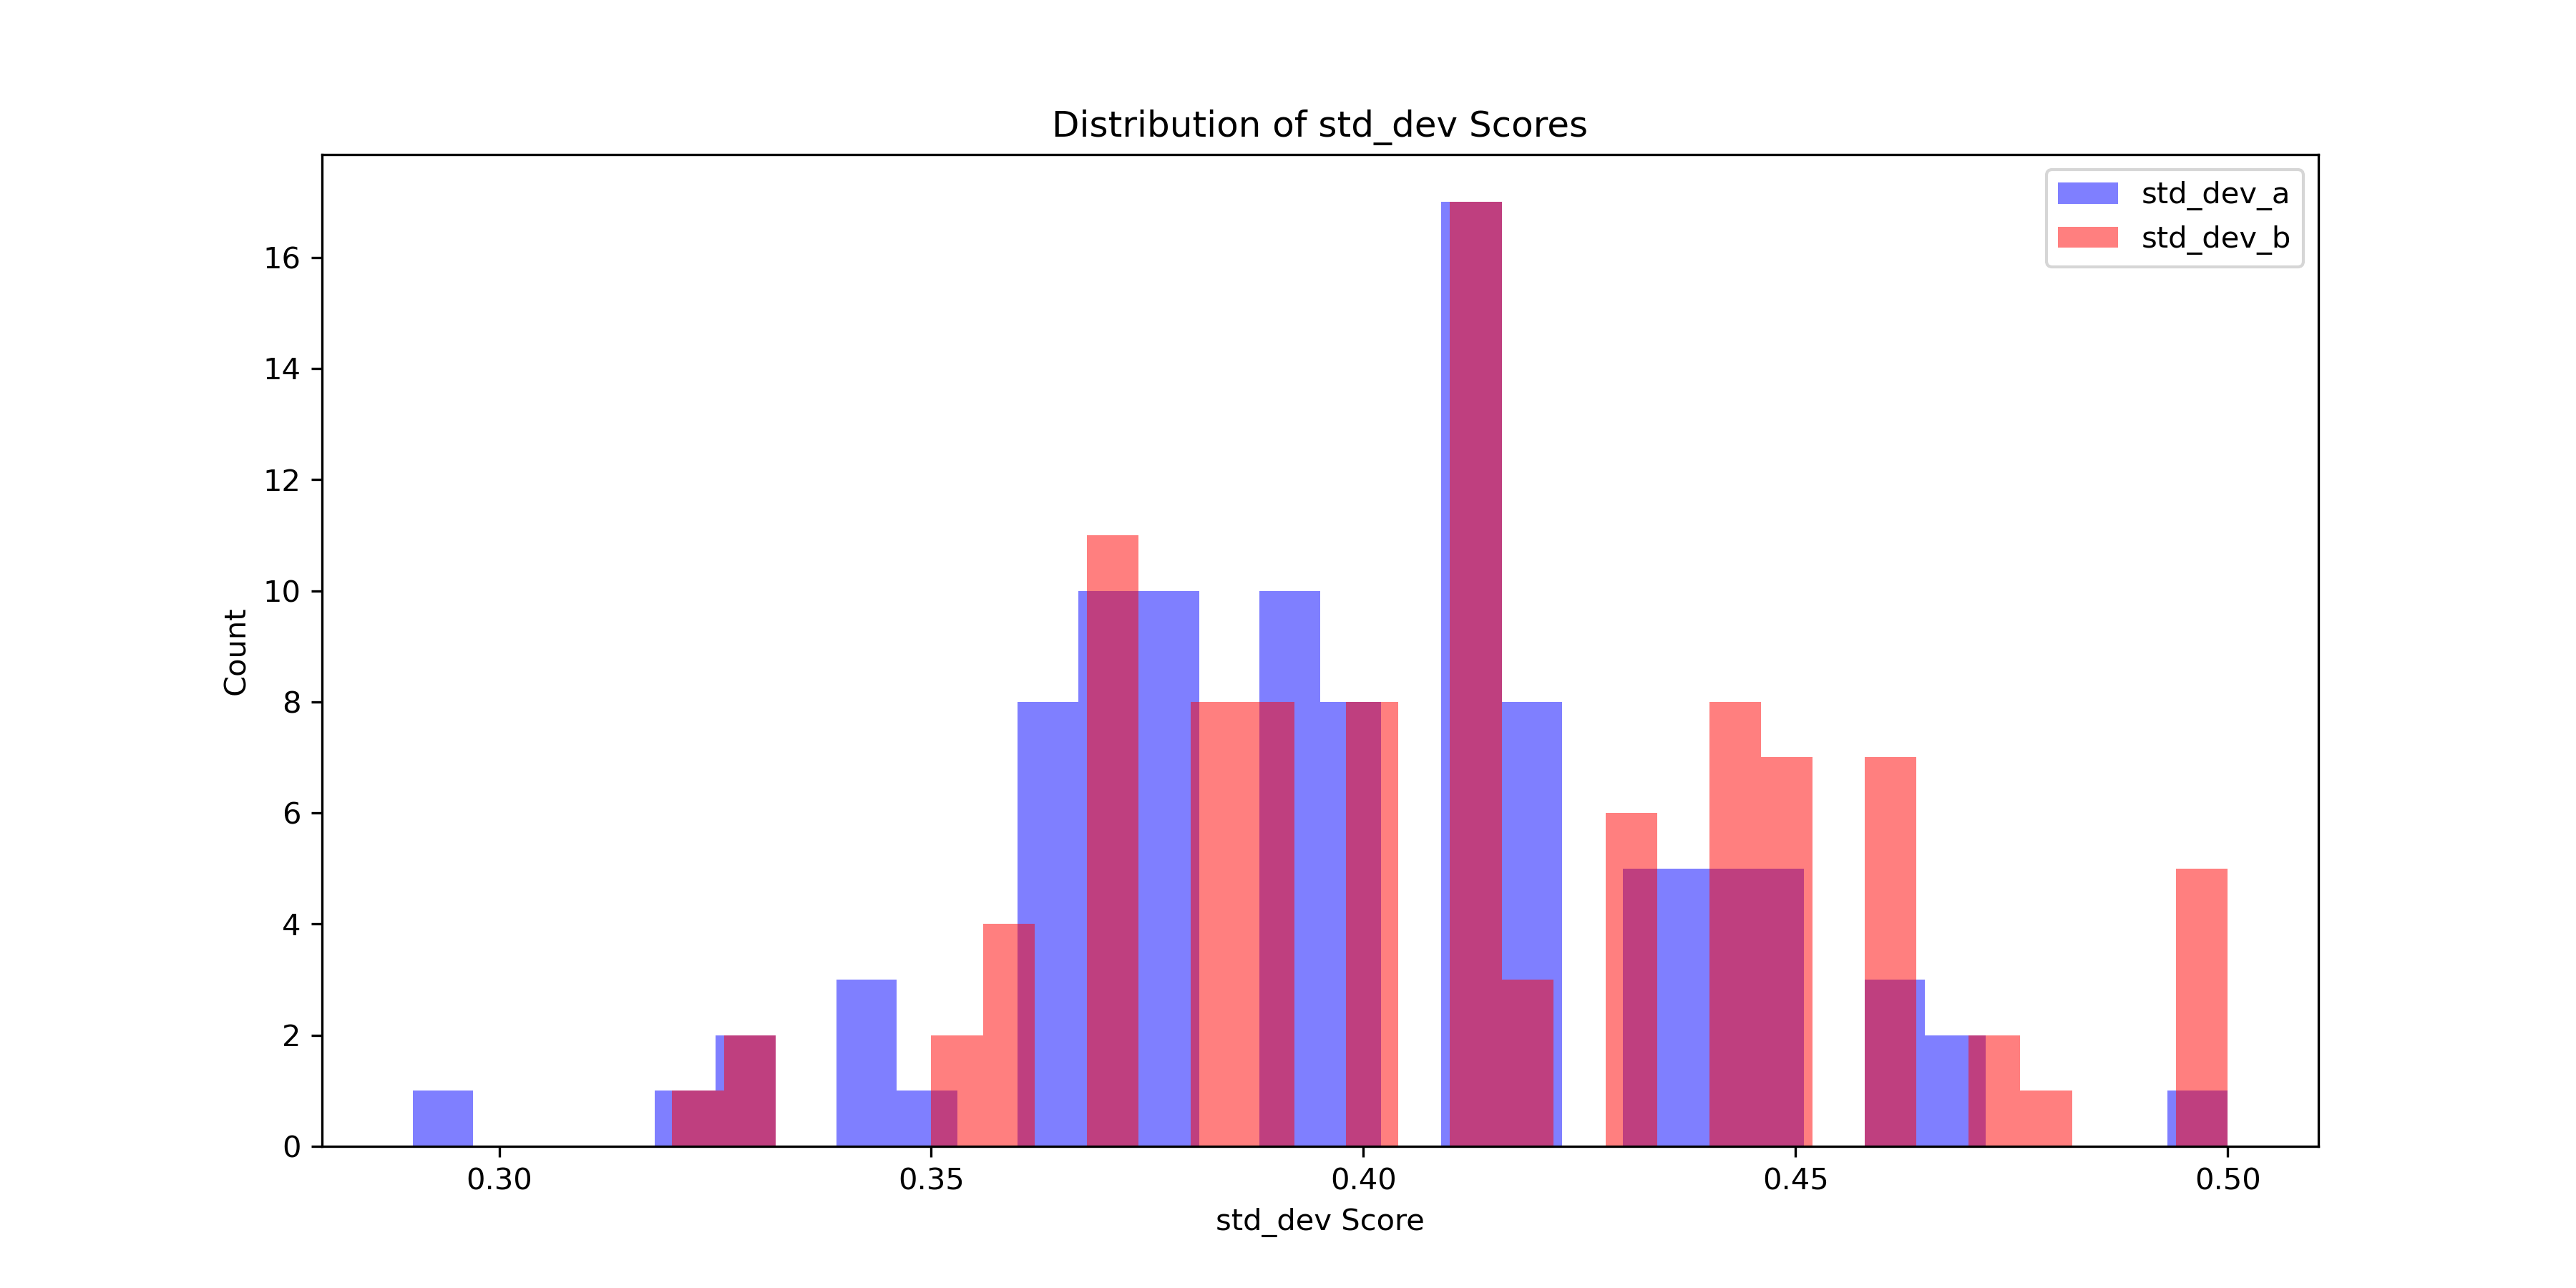 Distribution of std_dev Scores
std_dev_a
std_dev_b
Count
16
14
12
10
8
6
4
2
0
0.30 0.35 0.40 0.45 0.50
std_dev Score